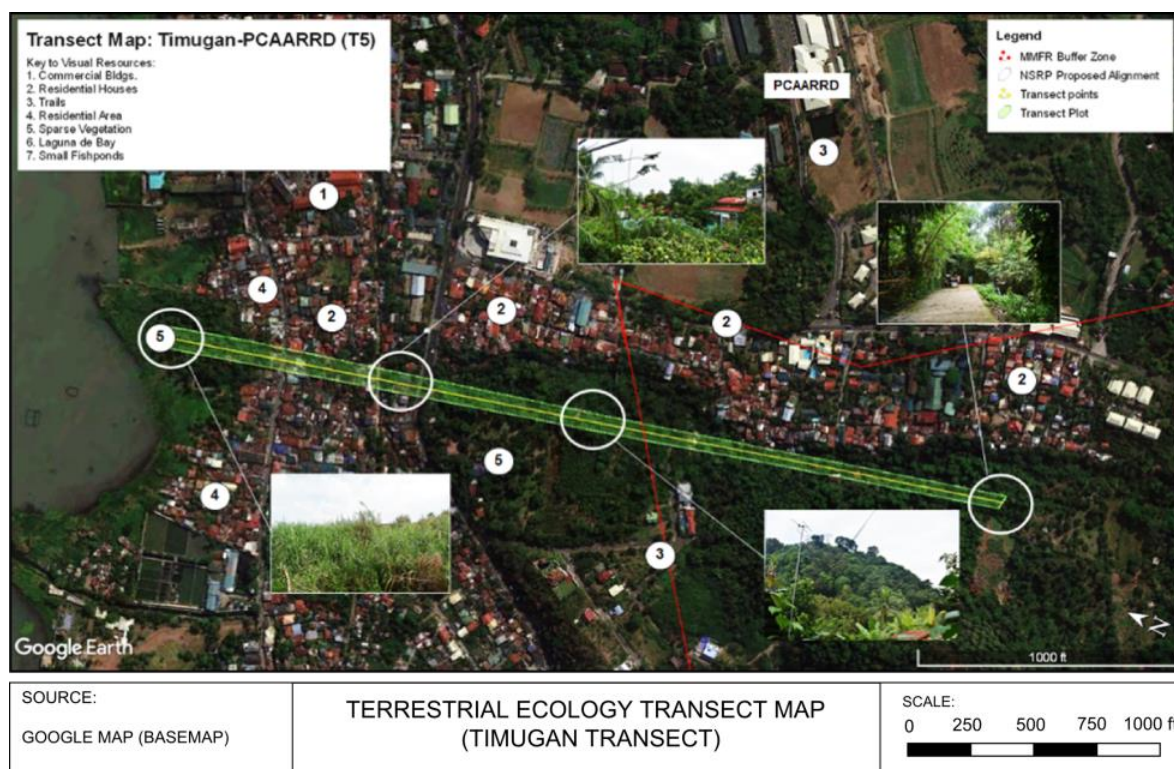 Transect Map: Timugan-PCAARRD (T5)
Key to Visual Resources:
1. Commercial Bldgs.
2. Residential Houses
3. Trails
4. Residential Area
5. Sparse Vegetation
6. Laguna de Bay
7. Small Fishponds
Legend
MMFR Buffer Zone
NSRP Proposed Alignment
Transect points
Transect Plot
PCAARRD
3
1
4
2
2
2
5
2
5
4
3
N
Google Earth
1000 ft
SOURCE:
GOOGLE MAP (BASEMAP)
TERRESTRIAL ECOLOGY TRANSECT MAP
(TIMUGAN TRANSECT)
SCALE:
0 250 500 750 1000 ft